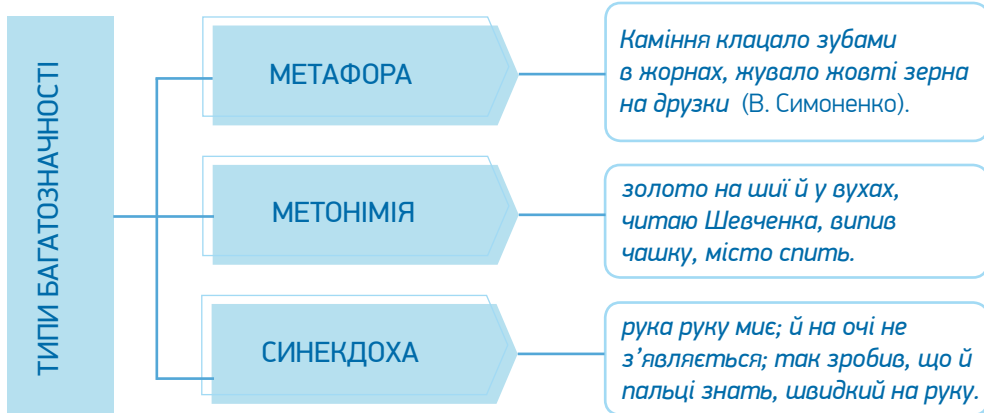 ТИПИ БАГАТОЗНАЧНОСТІ
МЕТАФОРА
Каміння клацало зубами
в жорнах, жувало жовті зерна
на друзки (В. Симоненко).
МЕТОНІМІЯ
золото на шиї й у вухах,
читаю Шевченка, випив
чашку, місто спить.
СИНЕКДОХА
рука руку миє; й на очі не
з’являється; так зробив, що й
пальці знать, швидкий на руку.